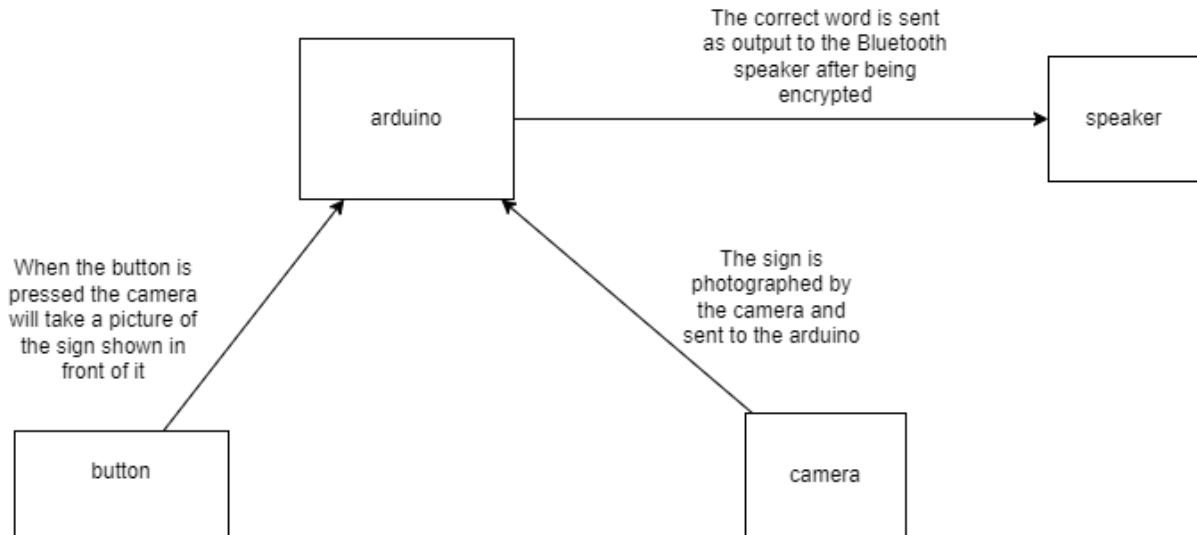 The correct word is sent
as output to the Bluetooth
speaker after being
encrypted
arduino
speaker
When the button is
pressed the camera
will take a picture of
the sign shown in
front of it
The sign is
photographed by
the camera and
sent to the arduino
button
camera